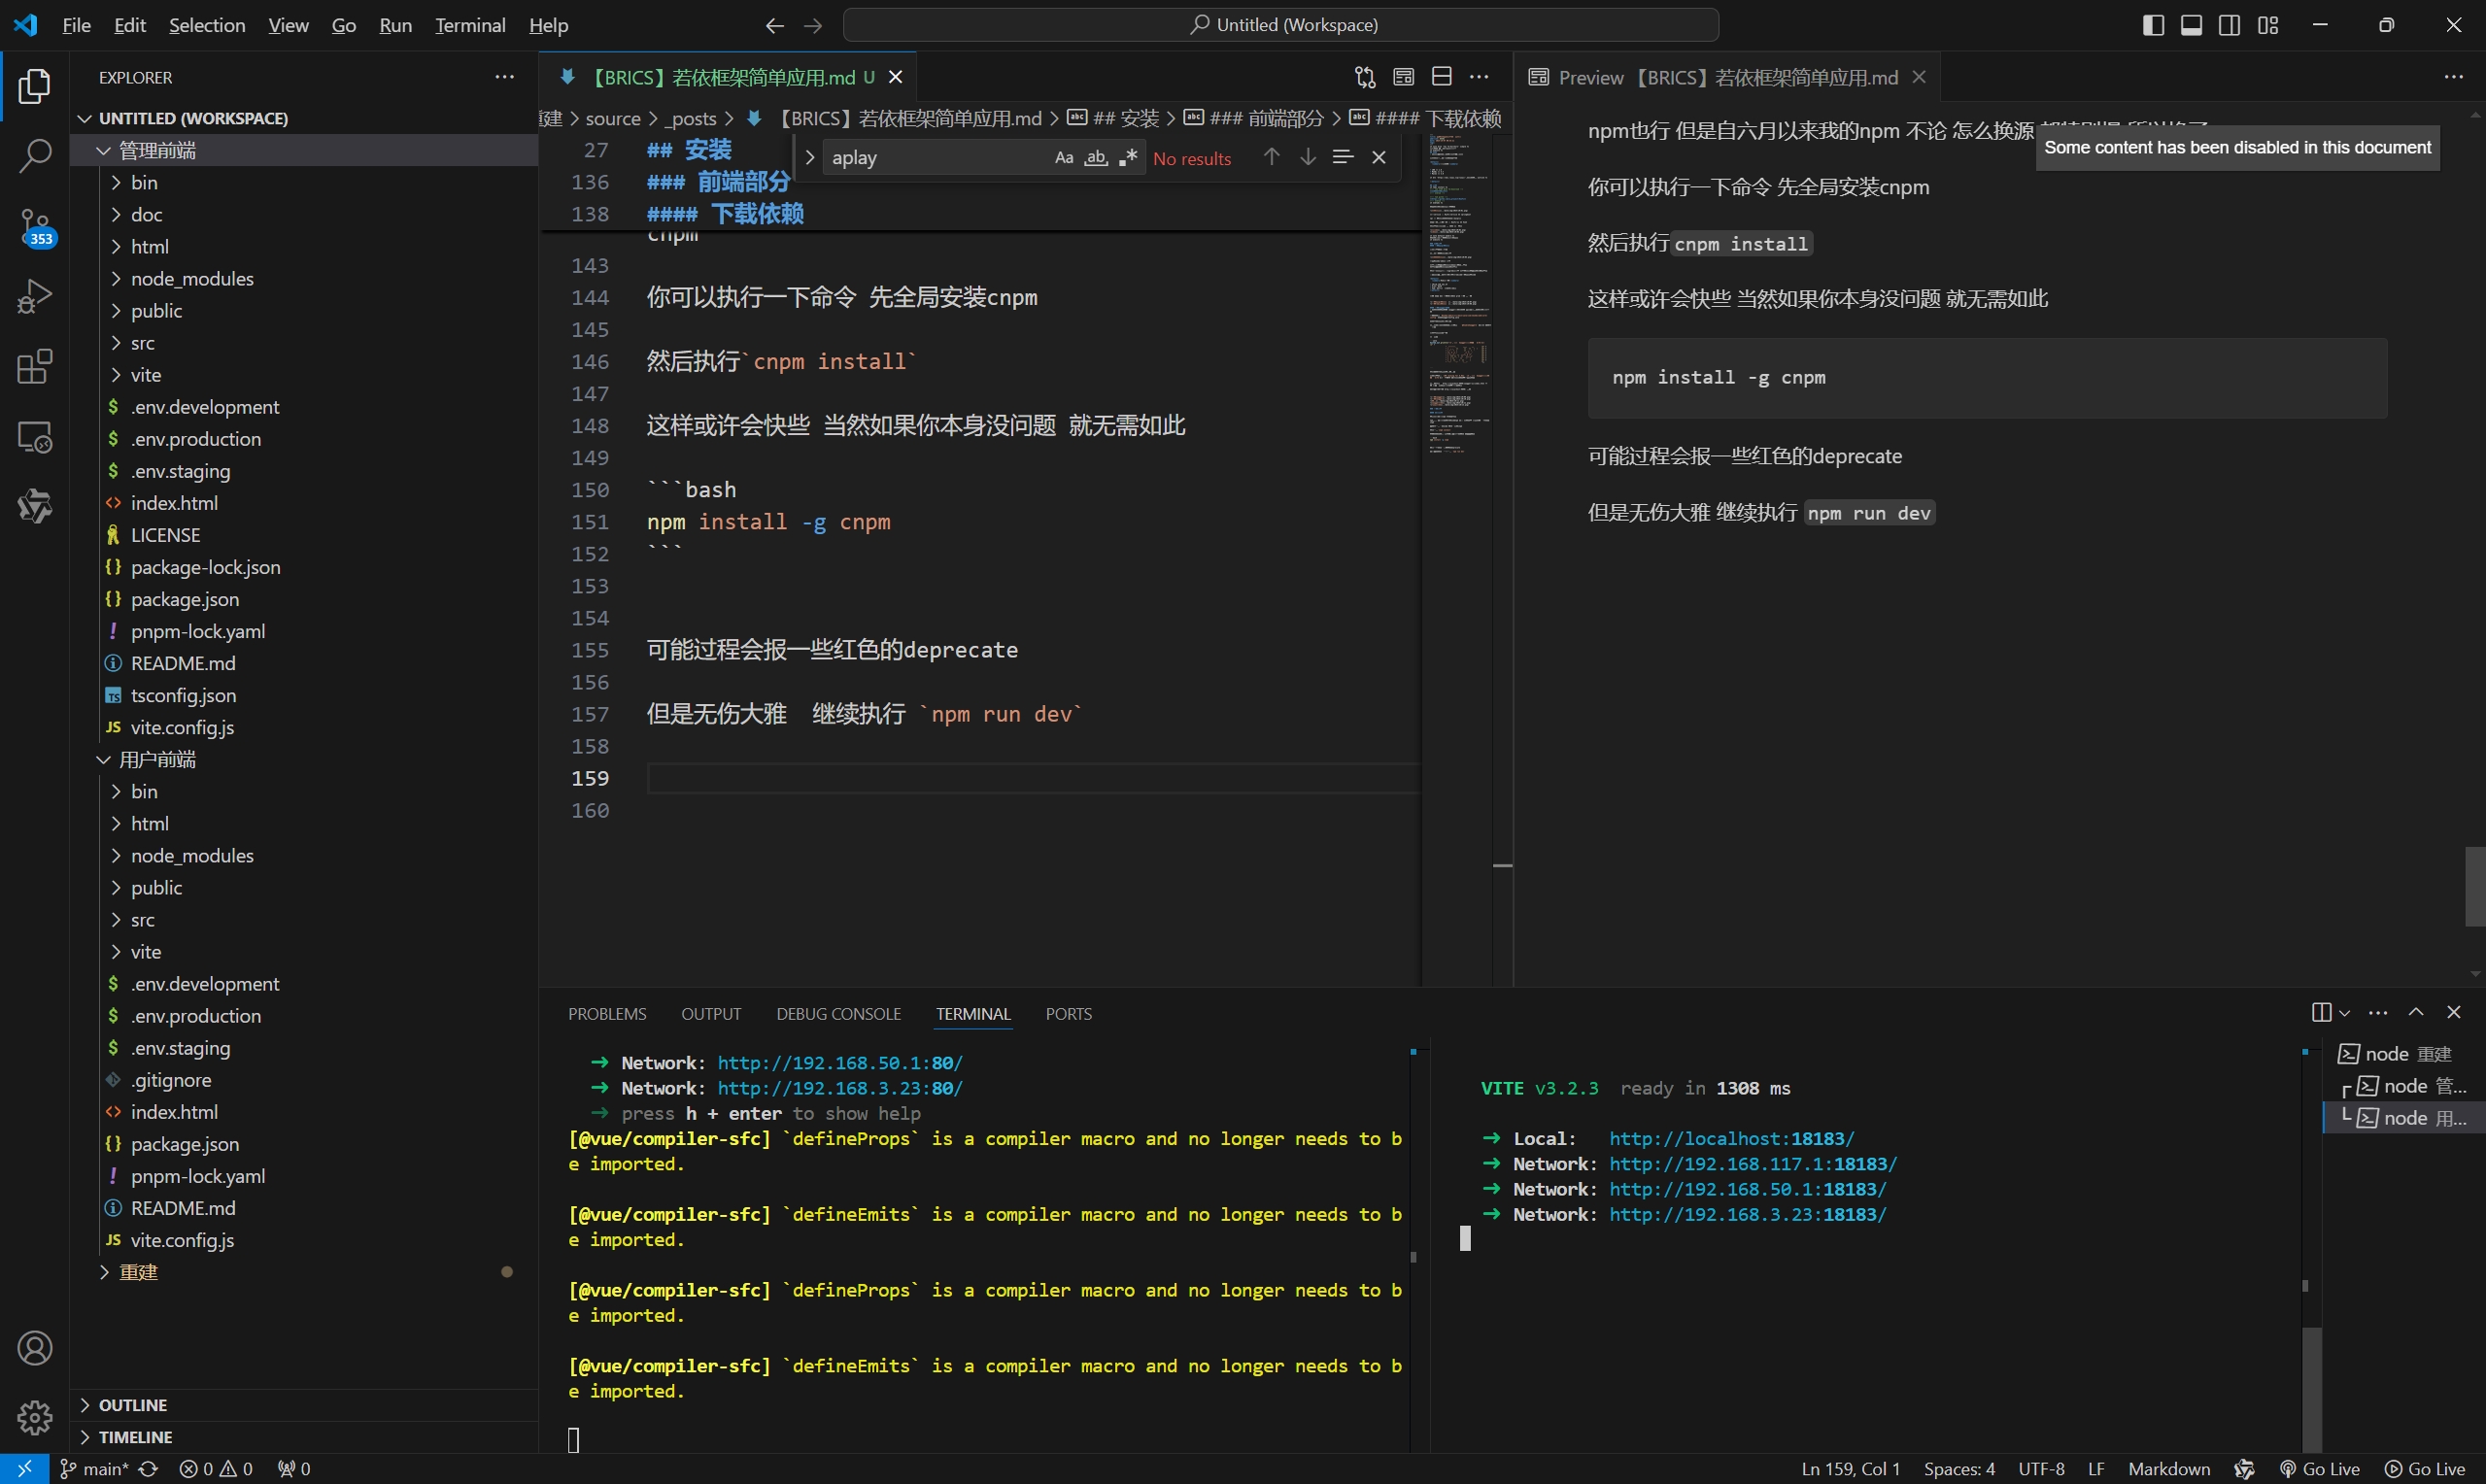 File Edit Selection View Go Run Terminal Help
Untitled (Workspace)
EXPLORER
UNTITLED (WORKSPACE)
管理前端
bin
doc
html
node_modules
public
src
vite
.env.development
.env.production
.env.staging
index.html
LICENSE
package-lock.json
package.json
pnpm-lock.yaml
README.md
tsconfig.json
vite.config.js
用户前端
bin
html
node_modules
public
src
vite
.env.development
.env.production
.env.staging
.gitignore
index.html
package.json
pnpm-lock.yaml
README.md
vite.config.js
重建
OUTLINE
TIMELINE
353
【BRICS】若依框架简单应用.md U
重建 > source > _posts > 【BRICS】若依框架简单应用.md > ## 安装 > ### 前端部分 > #### 下载依赖
aplay Aa ab No results
27 ## 安装
136 ### 前端部分
138 #### 下载依赖
cnpm
143
144 你可以执行一下命令 先全局安装cnpm
145
146 然后执行`cnpm install`
147
148 这样或许会快些 当然如果你本身没问题 就无需如此
149
150 ```bash
151 npm install -g cnpm
152 ```
153
154
155 可能过程会报一些红色的deprecate
156
157 但是无伤大雅 继续执行 `npm run dev`
158
159
160
Preview 【BRICS】若依框架简单应用.md
npm也行 但是自六月以来我的npm 不论 怎么换源
Some content has been disabled in this document
你可以执行一下命令 先全局安装cnpm
然后执行cnpm install
这样或许会快些 当然如果你本身没问题 就无需如此
npm install -g cnpm
可能过程会报一些红色的deprecate
但是无伤大雅 继续执行 npm run dev
PROBLEMS OUTPUT DEBUG CONSOLE TERMINAL PORTS
➜ Network: http://192.168.50.1:80/
➜ Network: http://192.168.3.23:80/
➜ press h + enter to show help
[@vue/compiler-sfc] `defineProps` is a compiler macro and no longer needs to b
e imported.
[@vue/compiler-sfc] `defineEmits` is a compiler macro and no longer needs to b
e imported.
[@vue/compiler-sfc] `defineProps` is a compiler macro and no longer needs to b
e imported.
[@vue/compiler-sfc] `defineEmits` is a compiler macro and no longer needs to b
e imported.
VITE v3.2.3 ready in 1308 ms
➜ Local: http://localhost:18183/
➜ Network: http://192.168.117.1:18183/
➜ Network: http://192.168.50.1:18183/
➜ Network: http://192.168.3.23:18183/
node 重建
node 管...
node 用...
main* 0 0 0
Ln 159, Col 1 Spaces: 4 UTF-8 LF Markdown Go Live Go Live